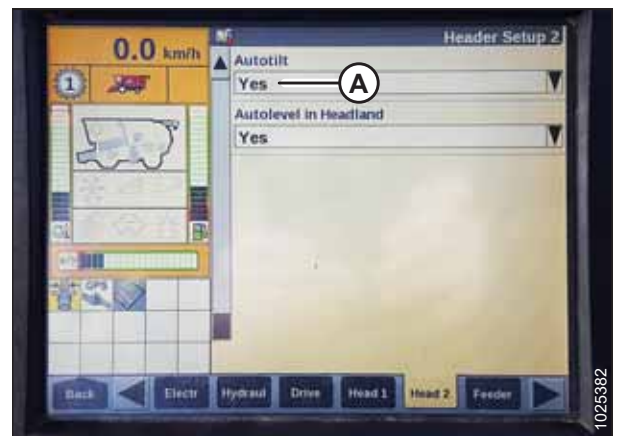 Header Setup 2
0.0 km/h
Autotilt
1
Yes
A
Autolevel in Headland
Yes
Back
Electr
Hydraul
Drive
Head 1
Head 2
Feeder
1025382